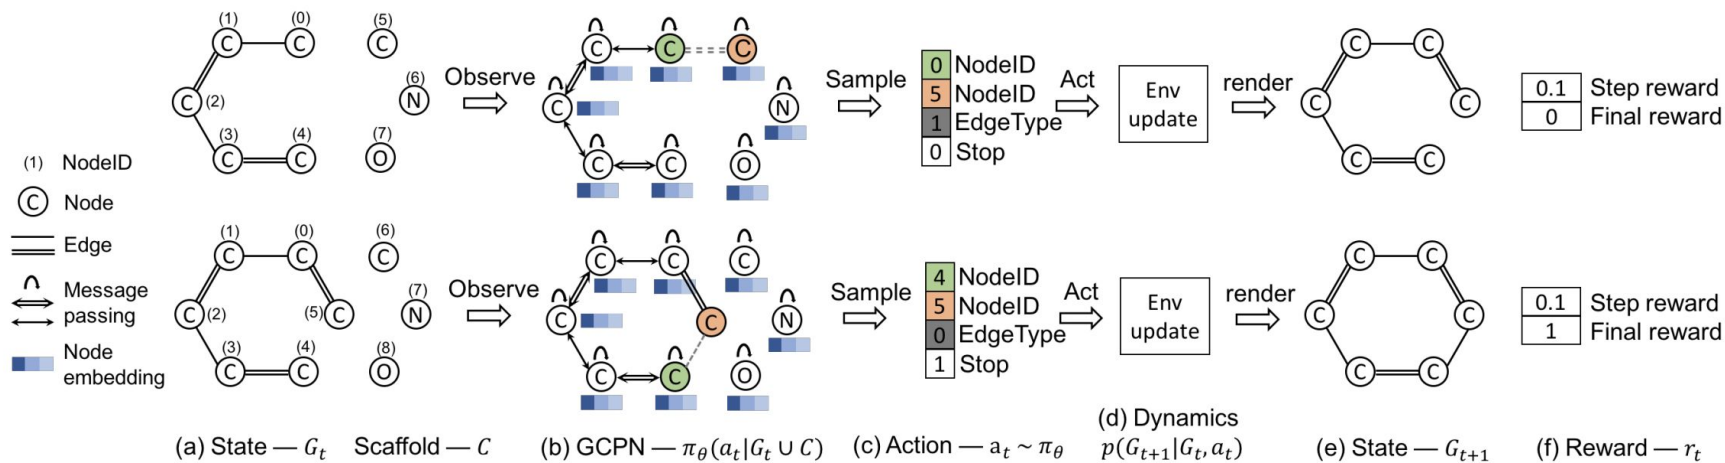 (1) NodeID
C Node
Edge
Message
passing
Node
embedding
(1) (0) (5)
C C C
(6)
N
C (2)
(3) (4) (7)
C C O
Observe
C C C
C N
C C O
Sample
0 NodeID
5 NodeID
1 EdgeType
0 Stop
Act
Env
update
render
C C
C C
C C
0.1 Step reward
0 Final reward
(1) (0) (6)
C C C
(7)
C (2) (5) C N
(3) (4) (8)
C C O
Observe
C C C
C C N
C C O
Sample
4 NodeID
5 NodeID
0 EdgeType
1 Stop
Act
Env
update
render
C C
C C
C C
0.1 Step reward
1 Final reward
(a) State — G_t
Scaffold — C
(b) GCPN — π_θ(a_t|G_t ∪ C)
(c) Action — a_t ~ π_θ
(d) Dynamics
p(G_{t+1}|G_t, a_t)
(e) State — G_{t+1}
(f) Reward — r_t